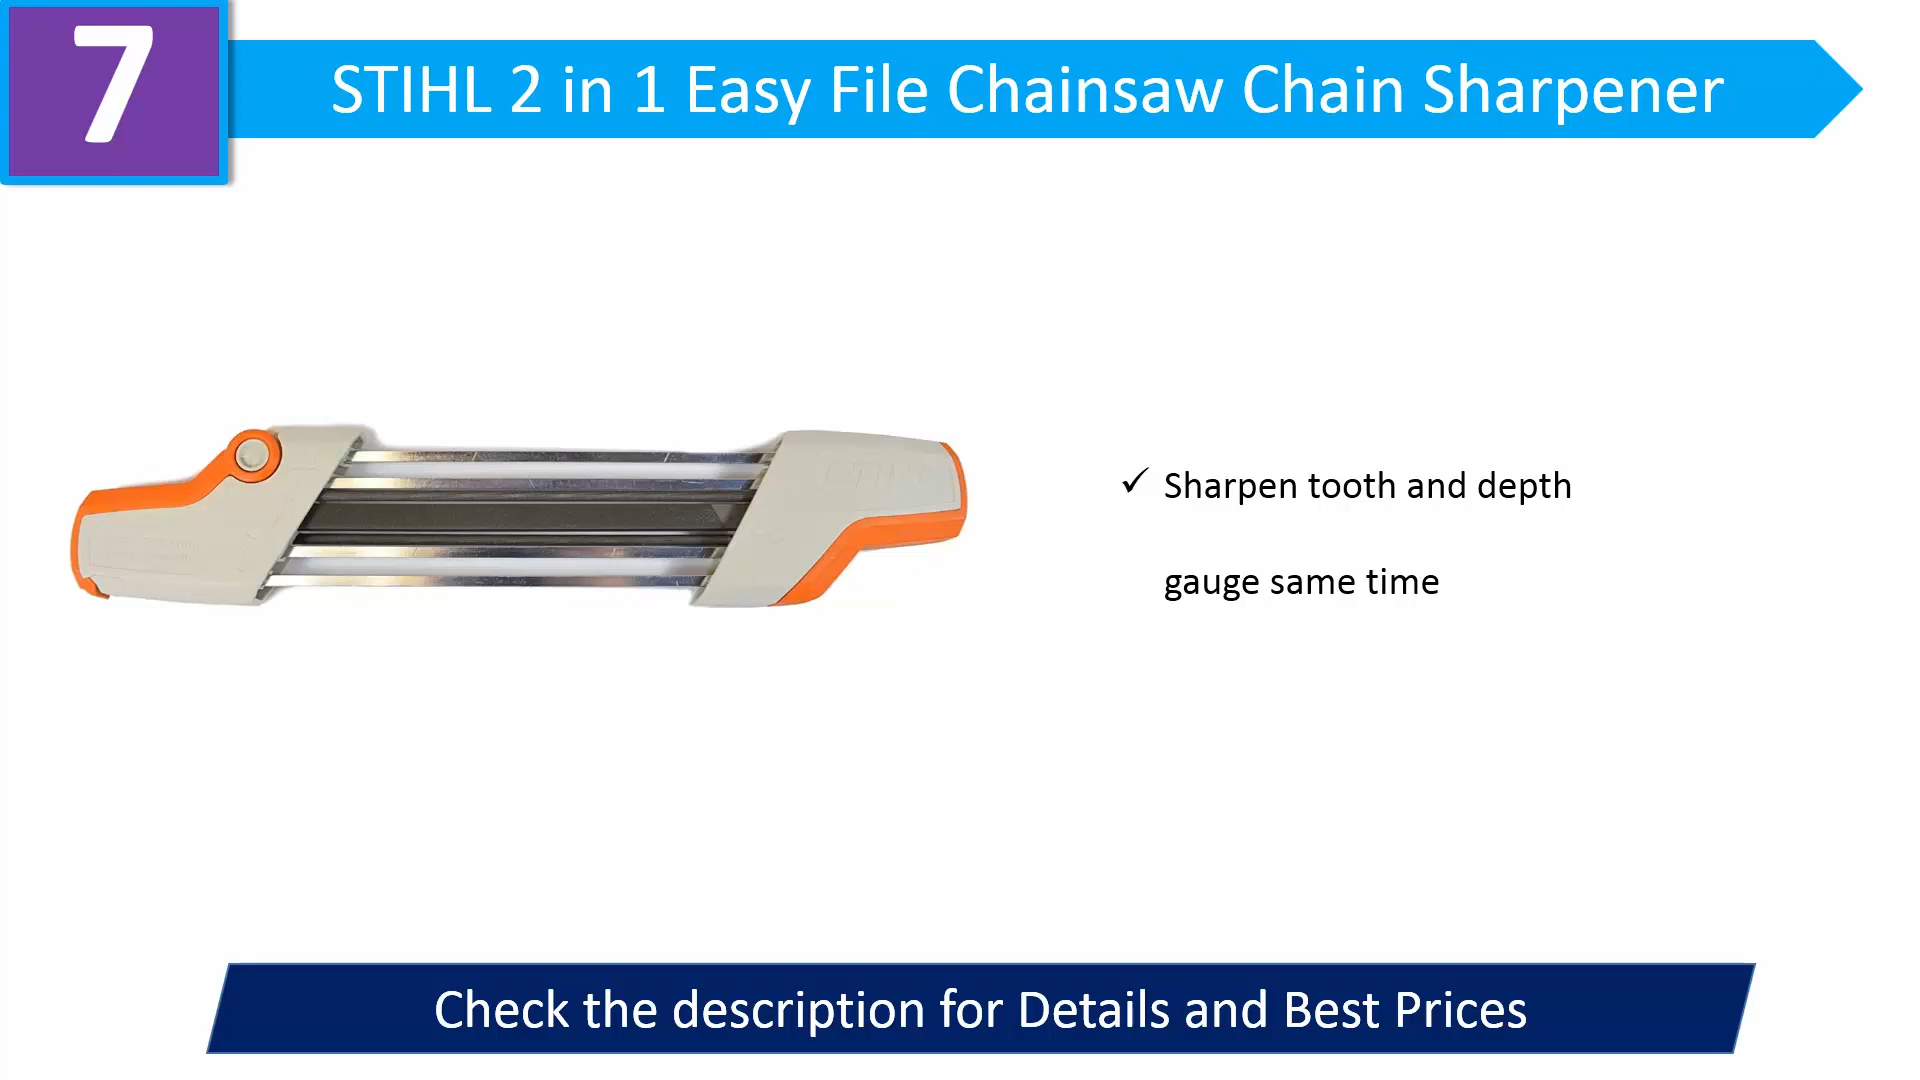 7
STIHL 2 in 1 Easy File Chainsaw Chain Sharpener
✓ Sharpen tooth and depth
gauge same time
Check the description for Details and Best Prices